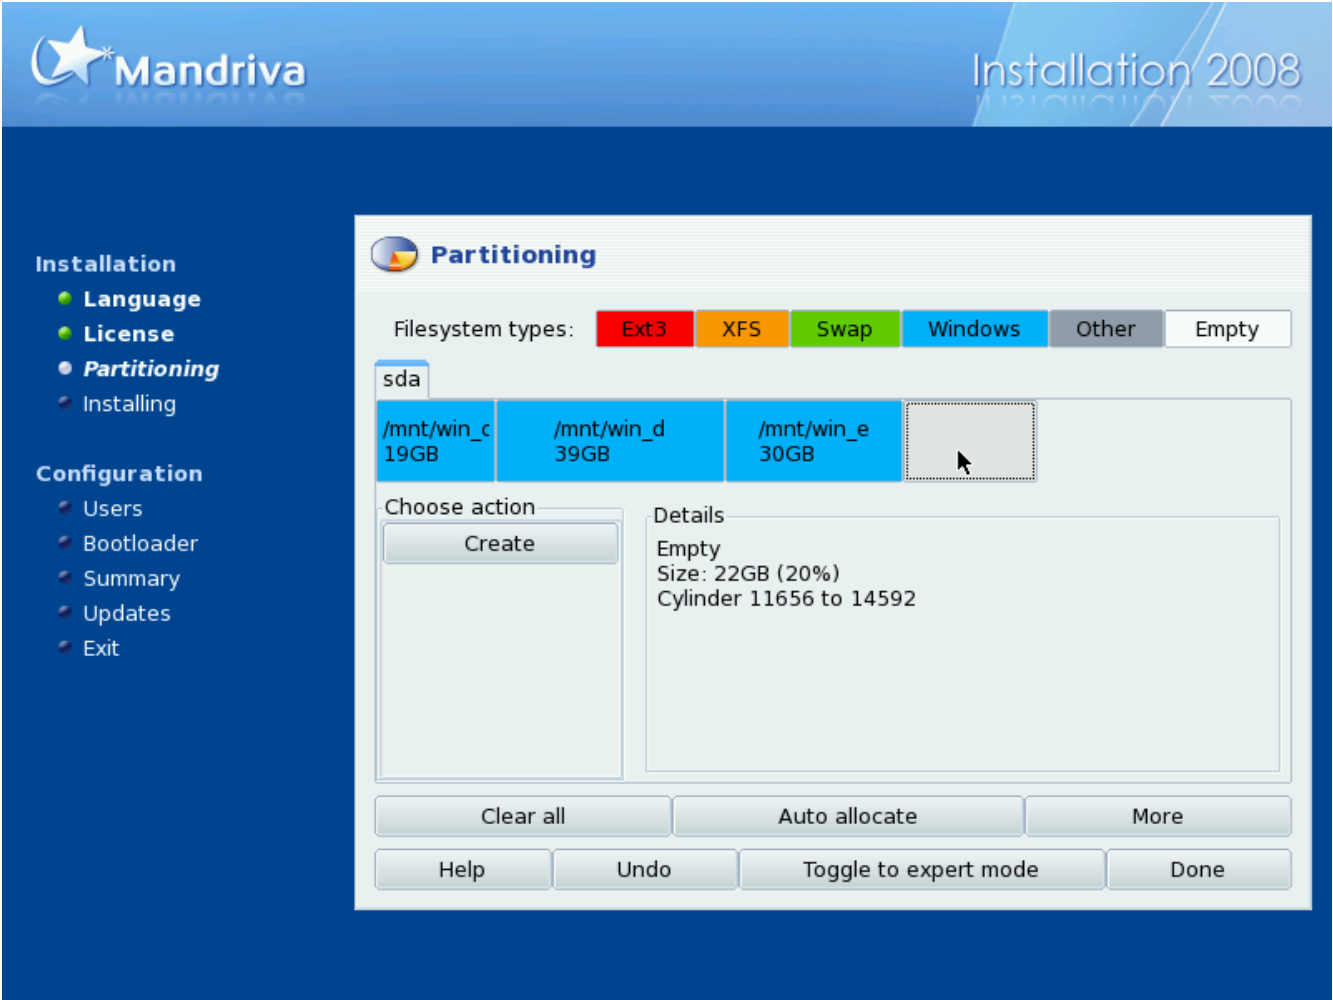 Mandriva
Installation 2008
Installation
Language
License
Partitioning
Installing
Configuration
Users
Bootloader
Summary
Updates
Exit
Partitioning
Filesystem types: Ext3 XFS Swap Windows Other Empty
sda
/mnt/win_c /mnt/win_d /mnt/win_e
19GB 39GB 30GB
Choose action
Create
Details
Empty
Size: 22GB (20%)
Cylinder 11656 to 14592
Clear all Auto allocate More
Help Undo Toggle to expert mode Done